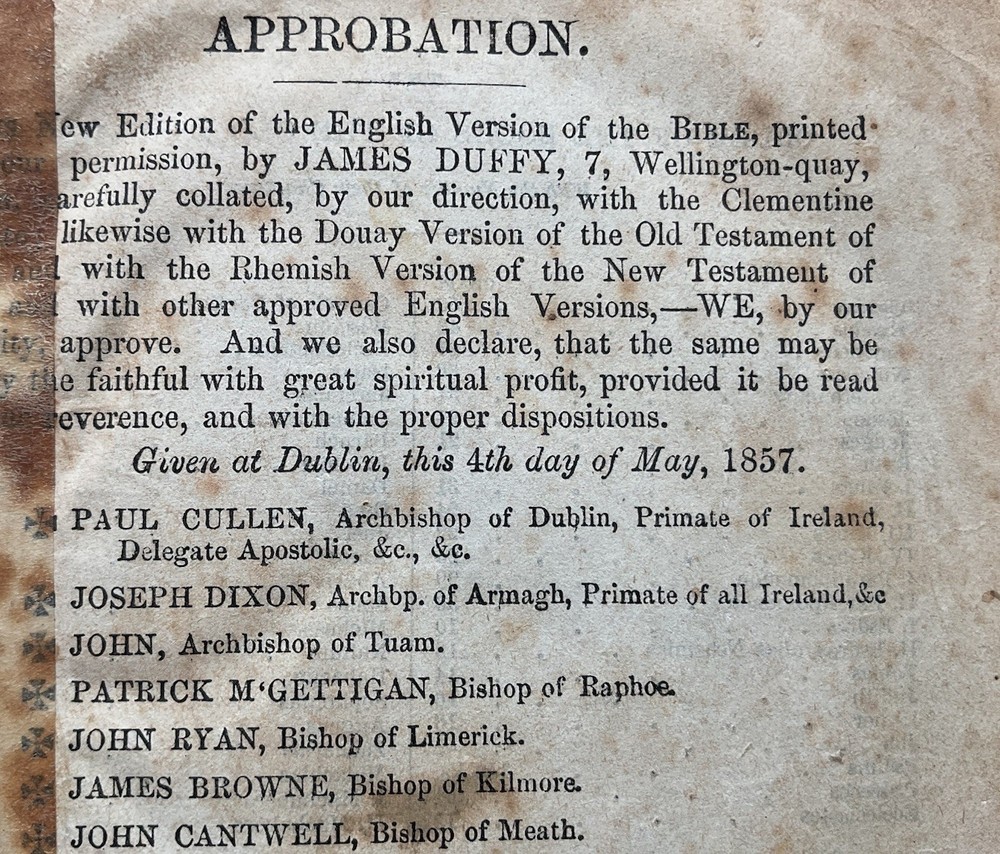 APPROBATION.
New Edition of the English Version of the BIBLE, printed
permission, by JAMES DUFFY, 7, Wellington-quay,
carefully collated, by our direction, with the Clementine
likewise with the Douay Version of the Old Testament of
and with the Rhemish Version of the New Testament of
with other approved English Versions,—WE, by our
approve. And we also declare, that the same may be
the faithful with great spiritual profit, provided it be read
reverence, and with the proper dispositions.
Given at Dublin, this 4th day of May, 1857.
✠ PAUL CULLEN, Archbishop of Dublin, Primate of Ireland,
Delegate Apostolic, &c., &c.
✠ JOSEPH DIXON, Archbp. of Armagh, Primate of all Ireland,&c
✠ JOHN, Archbishop of Tuam.
✠ PATRICK M‘GETTIGAN, Bishop of Raphoe.
✠ JOHN RYAN, Bishop of Limerick.
✠ JAMES BROWNE, Bishop of Kilmore.
✠ JOHN CANTWELL, Bishop of Meath.